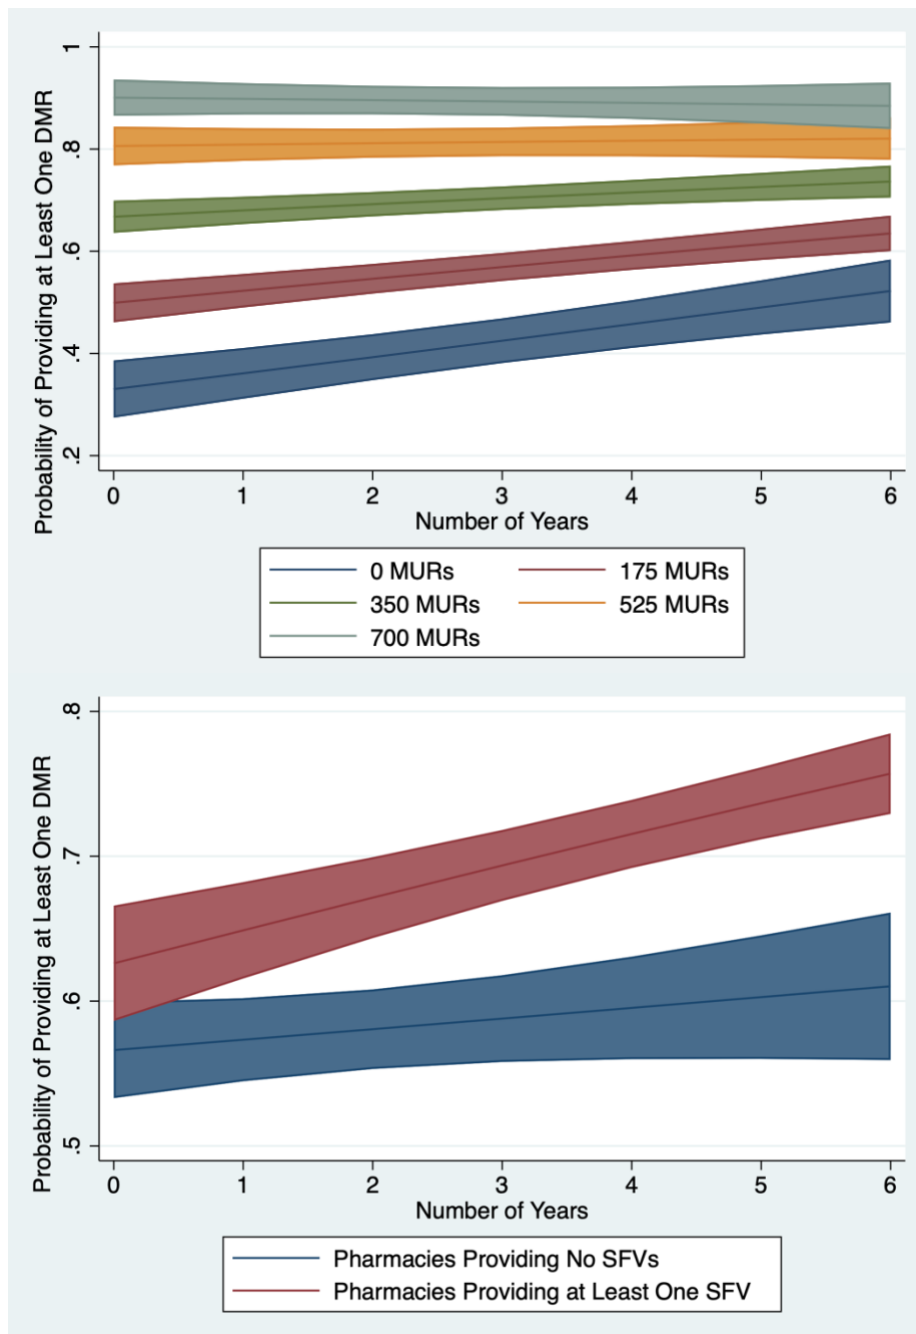 Probability of Providing at Least One DMR
1
.8
.6
.4
.2
0 1 2 3 4 5 6
Number of Years
0 MURs 175 MURs
350 MURs 525 MURs
700 MURs
Probability of Providing at Least One DMR
.8
.7
.6
.5
0 1 2 3 4 5 6
Number of Years
Pharmacies Providing No SFVs
Pharmacies Providing at Least One SFV